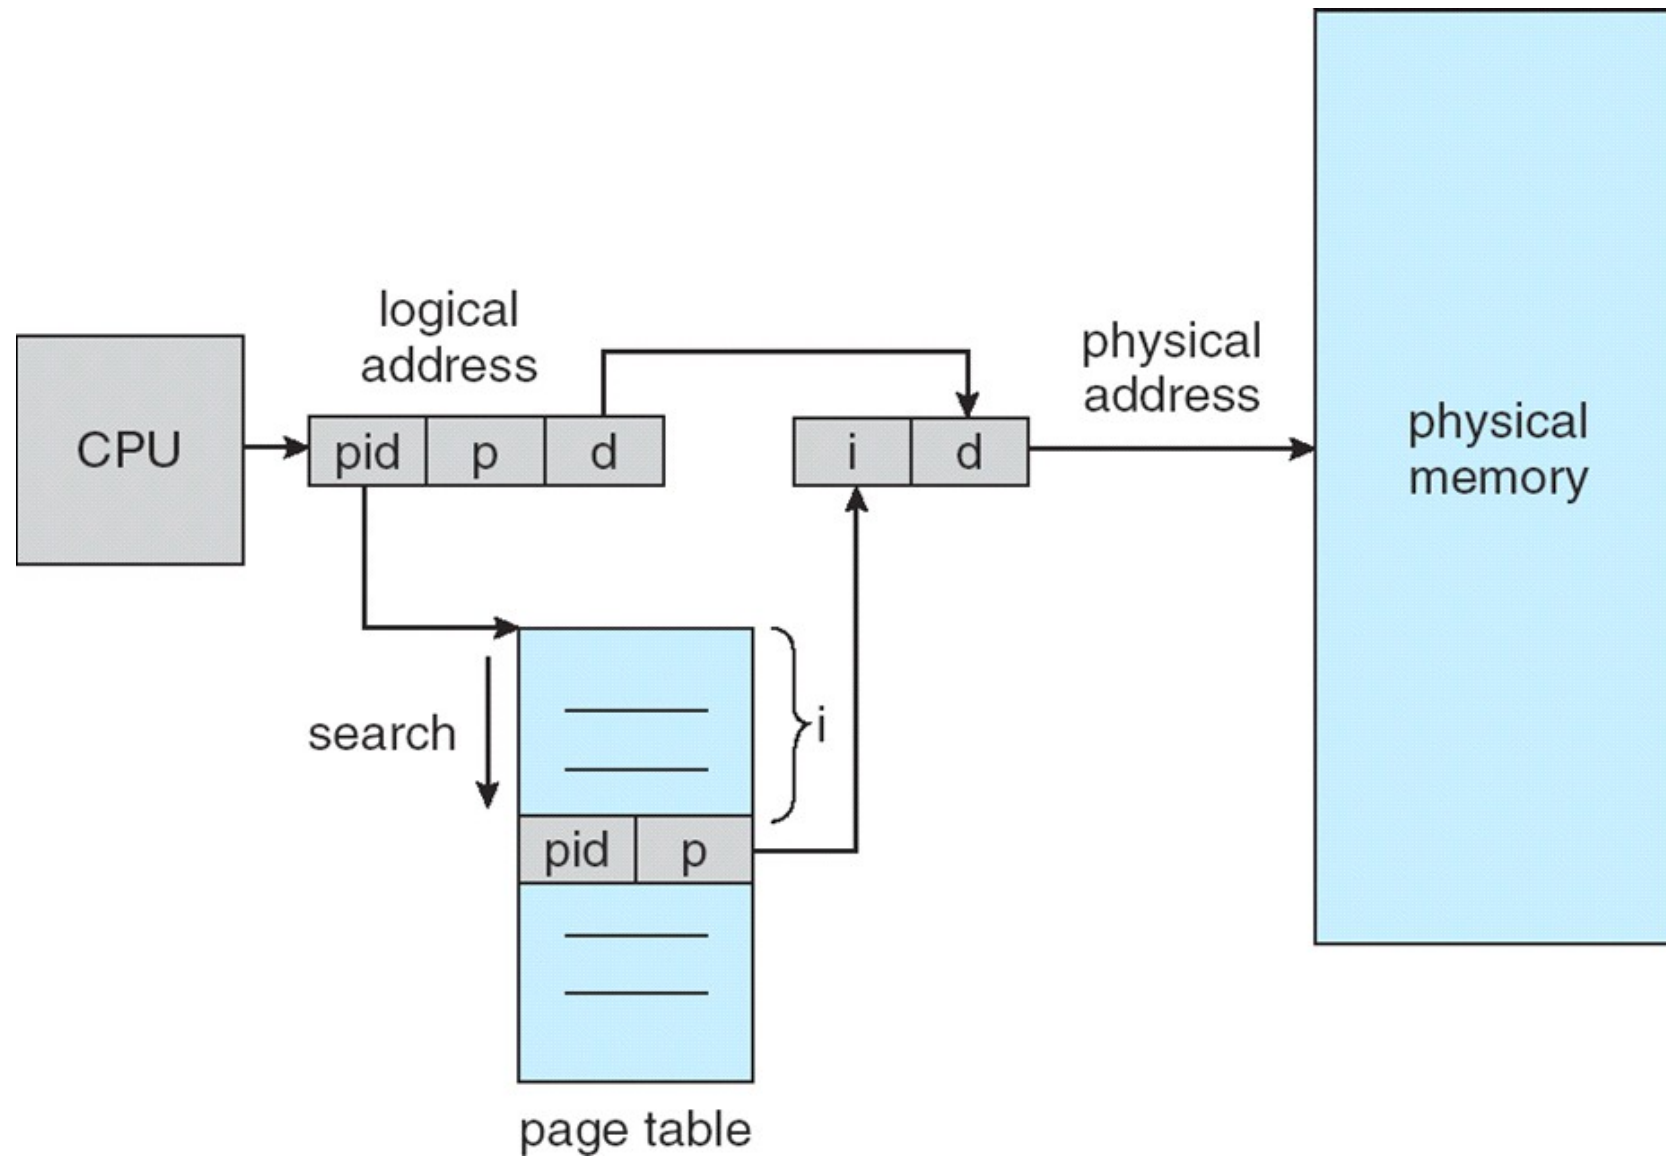 logical
address
physical
address
CPU
pid p d
i d
physical
memory
search
i
pid p
page table